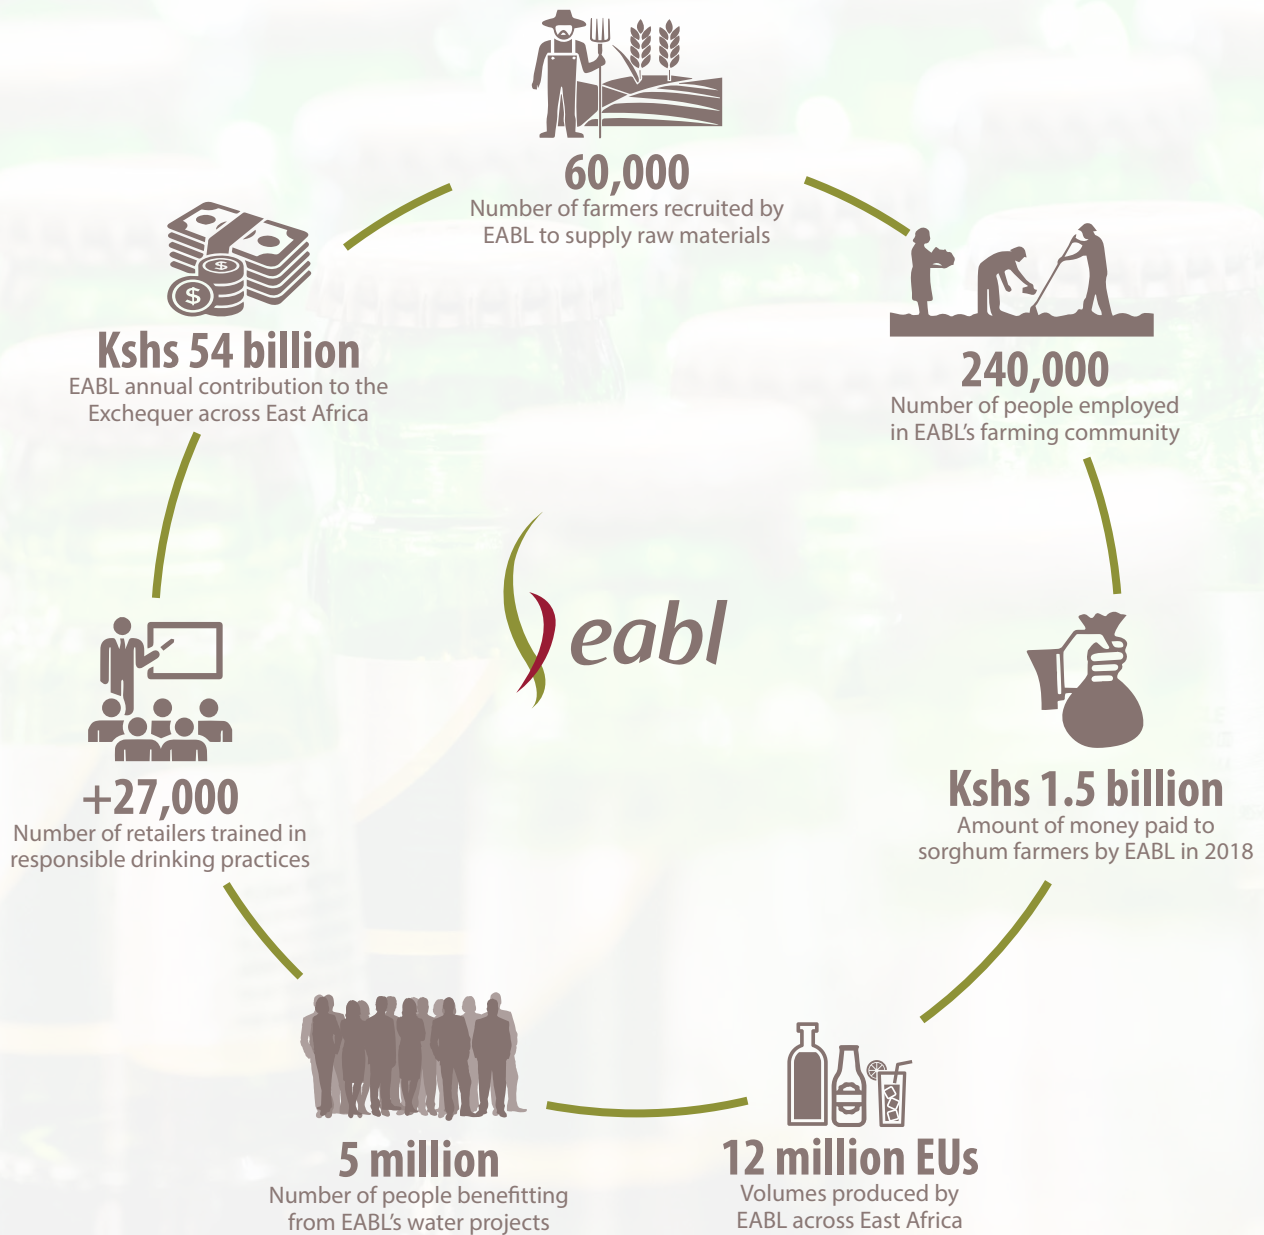 60,000
Number of farmers recruited by
EABL to supply raw materials
240,000
Number of people employed
in EABL's farming community
Kshs 1.5 billion
Amount of money paid to
sorghum farmers by EABL in 2018
12 million EUs
Volumes produced by
EABL across East Africa
5 million
Number of people benefitting
from EABL's water projects
+27,000
Number of retailers trained in
responsible drinking practices
Kshs 54 billion
EABL annual contribution to the
Exchequer across East Africa
eabl